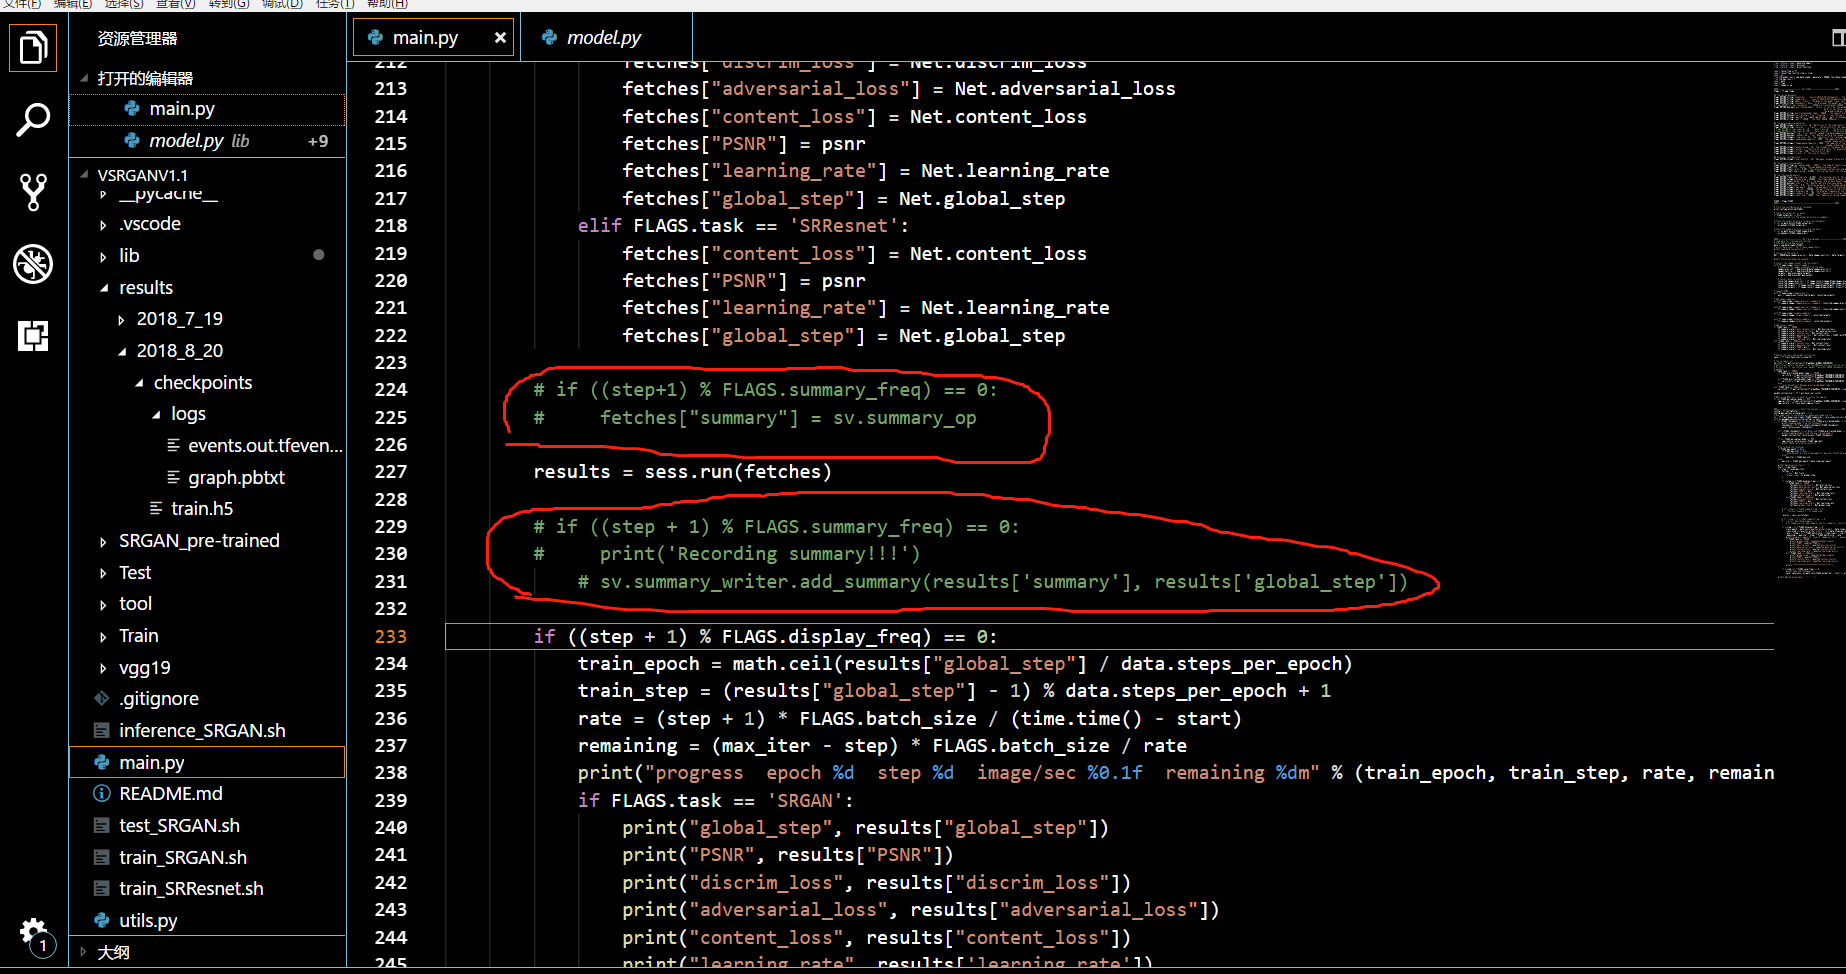 文件(F) 编辑(E) 选择(S) 查看(V) 转到(G) 调试(D) 任务(T) 帮助(H)
资源管理器
打开的编辑器
main.py
model.py lib +9
VSRGANV1.1
__pycache__
.vscode
lib
results
2018_7_19
2018_8_20
checkpoints
logs
events.out.tfeven...
graph.pbtxt
train.h5
SRGAN_pre-trained
Test
tool
Train
vgg19
.gitignore
inference_SRGAN.sh
main.py
README.md
test_SRGAN.sh
train_SRGAN.sh
train_SRResnet.sh
utils.py
大纲
1
main.py
model.py
212 fetches["discrim_loss"] = Net.discrim_loss
213 fetches["adversarial_loss"] = Net.adversarial_loss
214 fetches["content_loss"] = Net.content_loss
215 fetches["PSNR"] = psnr
216 fetches["learning_rate"] = Net.learning_rate
217 fetches["global_step"] = Net.global_step
218 elif FLAGS.task == 'SRResnet':
219 fetches["content_loss"] = Net.content_loss
220 fetches["PSNR"] = psnr
221 fetches["learning_rate"] = Net.learning_rate
222 fetches["global_step"] = Net.global_step
223
224 # if ((step+1) % FLAGS.summary_freq) == 0:
225 #     fetches["summary"] = sv.summary_op
226
227 results = sess.run(fetches)
228
229 # if ((step + 1) % FLAGS.summary_freq) == 0:
230 #     print('Recording summary!!!')
231 # sv.summary_writer.add_summary(results['summary'], results['global_step'])
232
233 if ((step + 1) % FLAGS.display_freq) == 0:
234 train_epoch = math.ceil(results["global_step"] / data.steps_per_epoch)
235 train_step = (results["global_step"] - 1) % data.steps_per_epoch + 1
236 rate = (step + 1) * FLAGS.batch_size / (time.time() - start)
237 remaining = (max_iter - step) * FLAGS.batch_size / rate
238 print("progress  epoch %d  step %d  image/sec %0.1f  remaining %dm" % (train_epoch, train_step, rate, remain
239 if FLAGS.task == 'SRGAN':
240 print("global_step", results["global_step"])
241 print("PSNR", results["PSNR"])
242 print("discrim_loss", results["discrim_loss"])
243 print("adversarial_loss", results["adversarial_loss"])
244 print("content_loss", results["content_loss"])
245 print("learning_rate", results['learning_rate'])